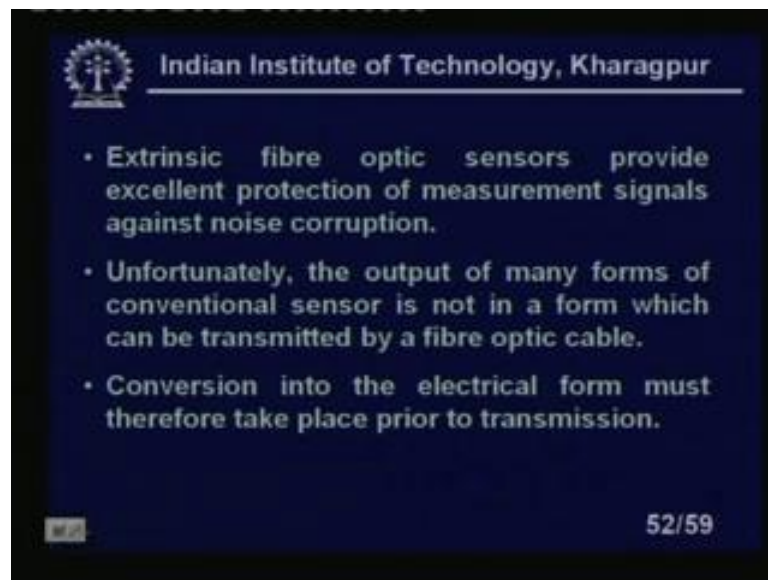 Indian Institute of Technology, Kharagpur
• Extrinsic fibre optic sensors provide
excellent protection of measurement signals
against noise corruption.
• Unfortunately, the output of many forms of
conventional sensor is not in a form which
can be transmitted by a fibre optic cable.
• Conversion into the electrical form must
therefore take place prior to transmission.
52/59